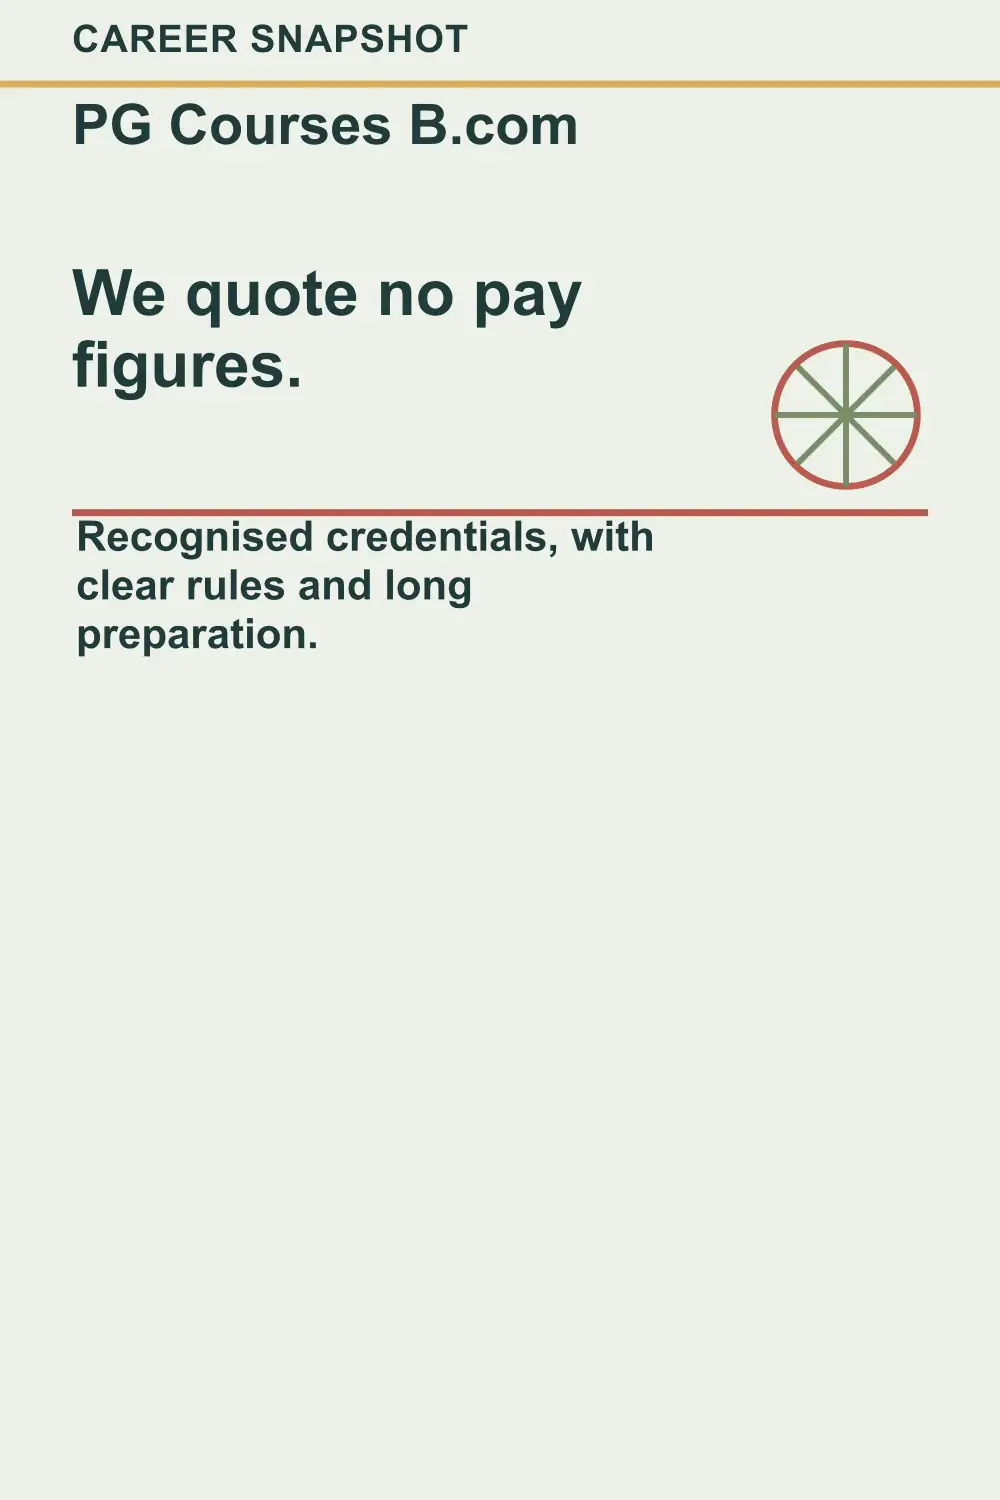 CAREER SNAPSHOT
PG Courses B.com
We quote no pay
figures.
Recognised credentials, with
clear rules and long
preparation.